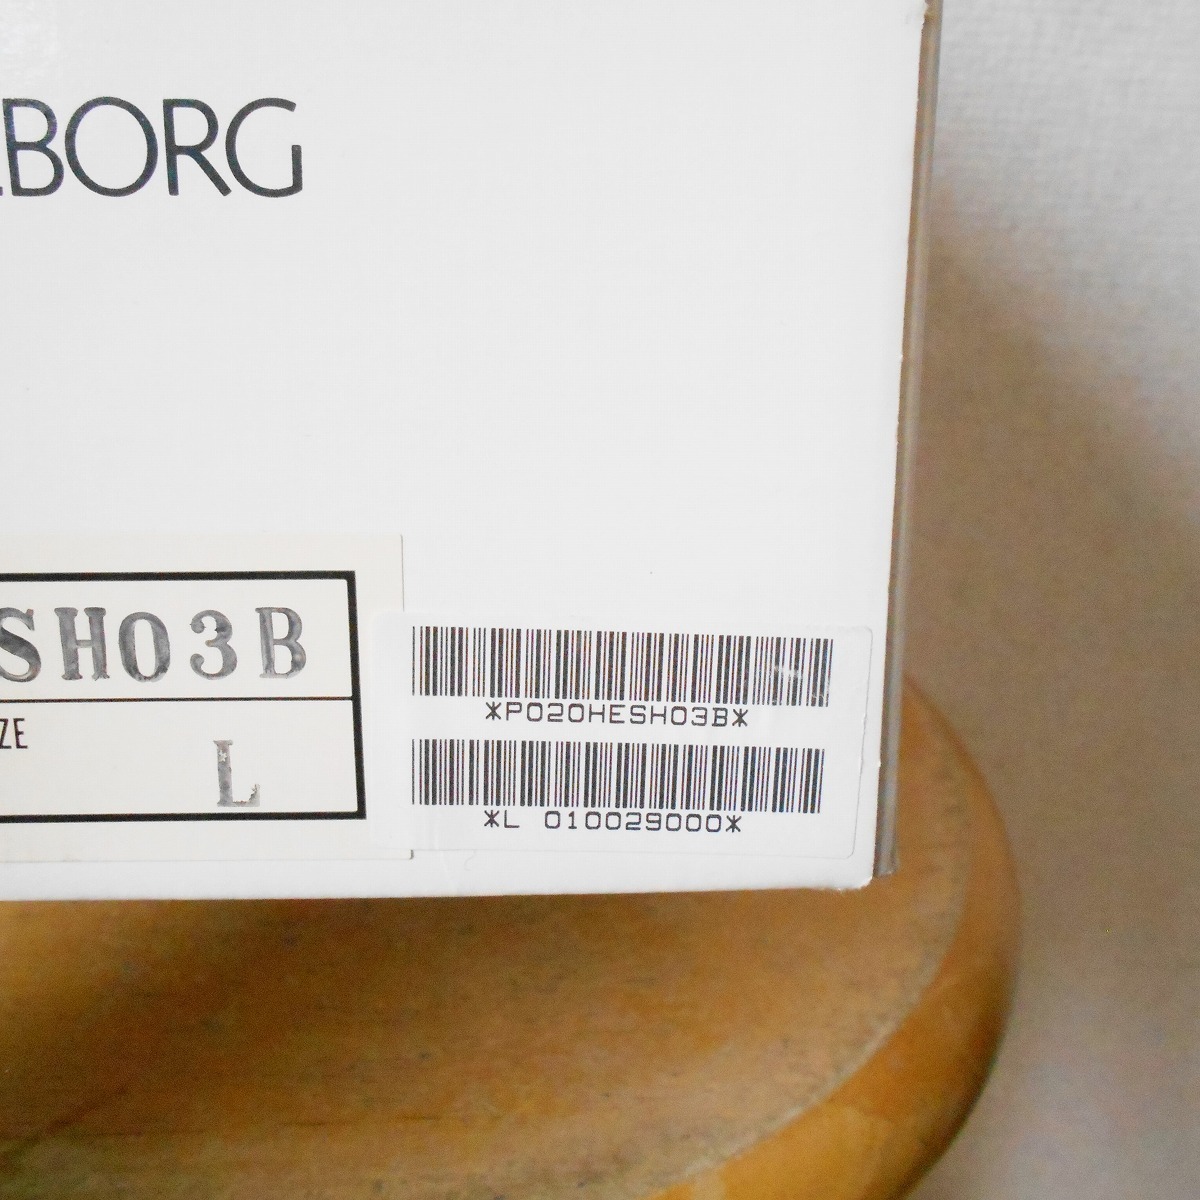 BORG
SH03B
ZE
L
*P020HESH03B*
*L 010029000*